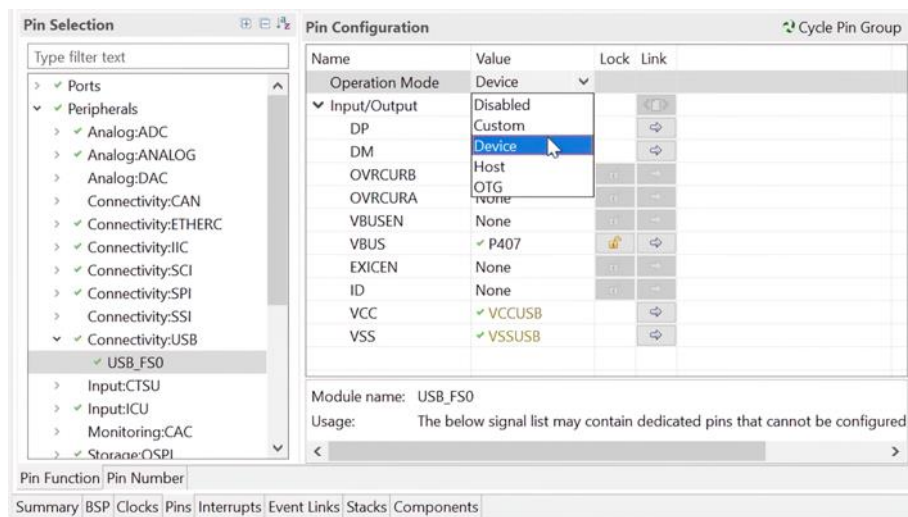 Pin Selection
Type filter text
Ports
Peripherals
Analog:ADC
Analog:ANALOG
Analog:DAC
Connectivity:CAN
Connectivity:ETHERC
Connectivity:IIC
Connectivity:SCI
Connectivity:SPI
Connectivity:SSI
Connectivity:USB
USB_FS0
Input:CTSU
Input:ICU
Monitoring:CAC
Storage:OSPI
Pin Configuration Cycle Pin Group
Name Value Lock Link
Operation Mode Device
Input/Output Disabled
DP Custom
DM Device
OVRCURB Host
OTG
OVRCURA None
VBUSEN None
VBUS P407
EXICEN None
ID None
VCC VCCUSB
VSS VSSUSB
Module name: USB_FS0
Usage: The below signal list may contain dedicated pins that cannot be configured
Pin Function Pin Number
Summary BSP Clocks Pins Interrupts Event Links Stacks Components